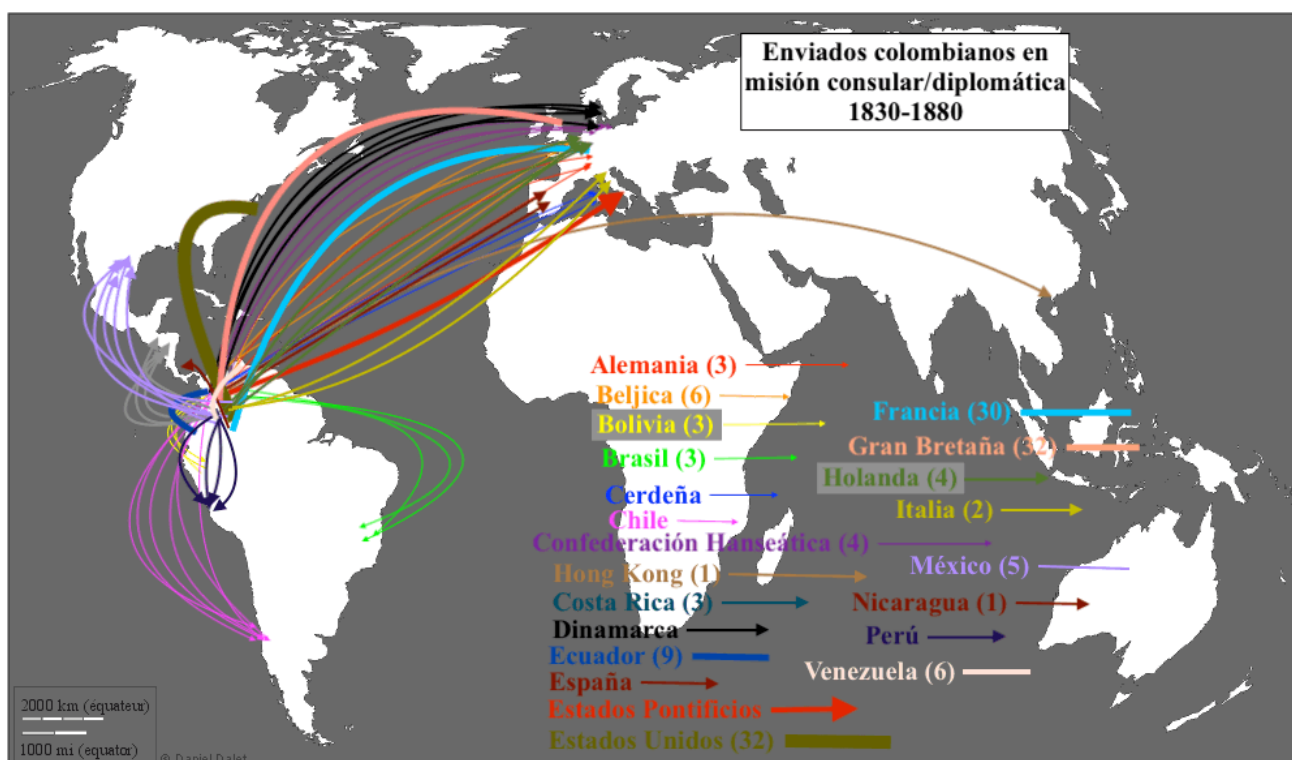 Enviados colombianos en
misión consular/diplomática
1830-1880
Alemania (3)
Beljica (6)
Bolivia (3)
Brasil (3)
Cerdeña
Chile
Confederación Hanseática (4)
Hong Kong (1)
Costa Rica (3)
Dinamarca
Ecuador (9)
España
Estados Pontificios
Estados Unidos (32)
Francia (30)
Gran Bretaña (32)
Holanda (4)
Italia (2)
México (5)
Nicaragua (1)
Perú
Venezuela (6)
2000 km (équateur)
1000 mi (equator)
© Daniel Dalet